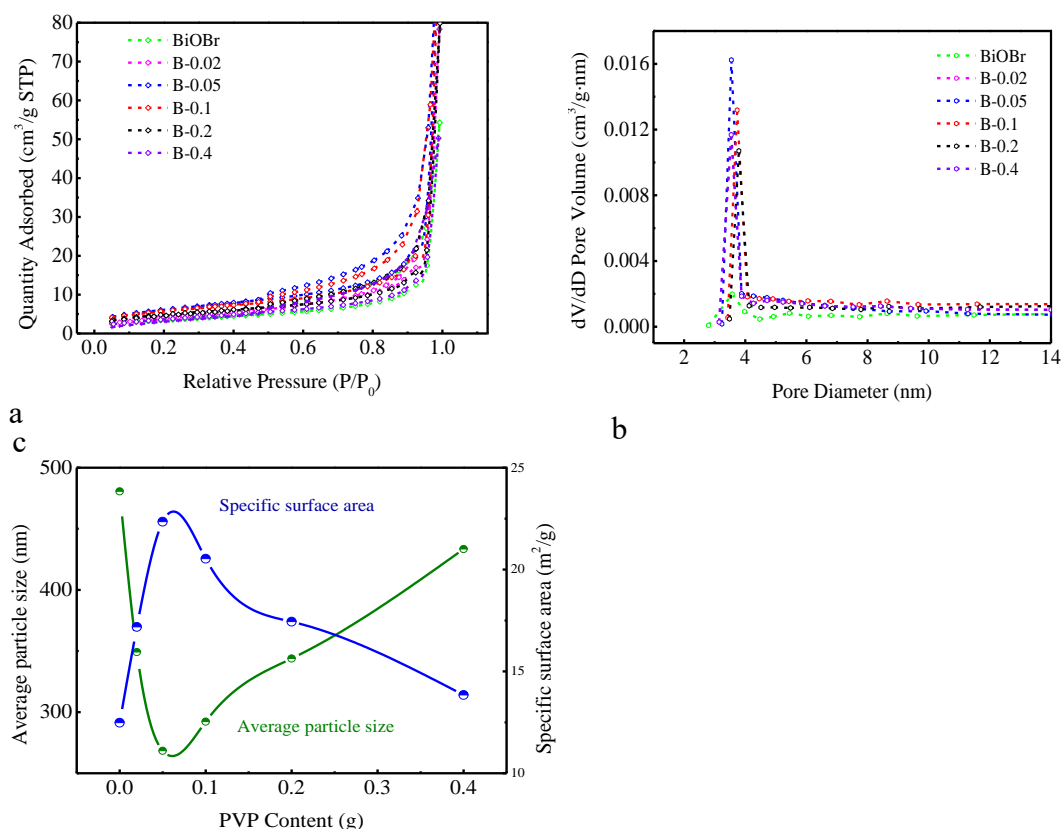 80
70
60
50
40
30
20
10
0
Quantity Adsorbed (cm³/g STP)
BiOBr
B-0.02
B-0.05
B-0.1
B-0.2
B-0.4
0.0 0.2 0.4 0.6 0.8 1.0
Relative Pressure (P/P₀)
a
0.016
0.012
0.008
0.004
0.000
dV/dD Pore Volume (cm³/g·nm)
BiOBr
B-0.02
B-0.05
B-0.1
B-0.2
B-0.4
2 4 6 8 10 12 14
Pore Diameter (nm)
b
c
500
400
300
Average particle size (nm)
Specific surface area
Average particle size
25
20
15
10
Specific surface area (m²/g)
0.0 0.1 0.2 0.3 0.4
PVP Content (g)